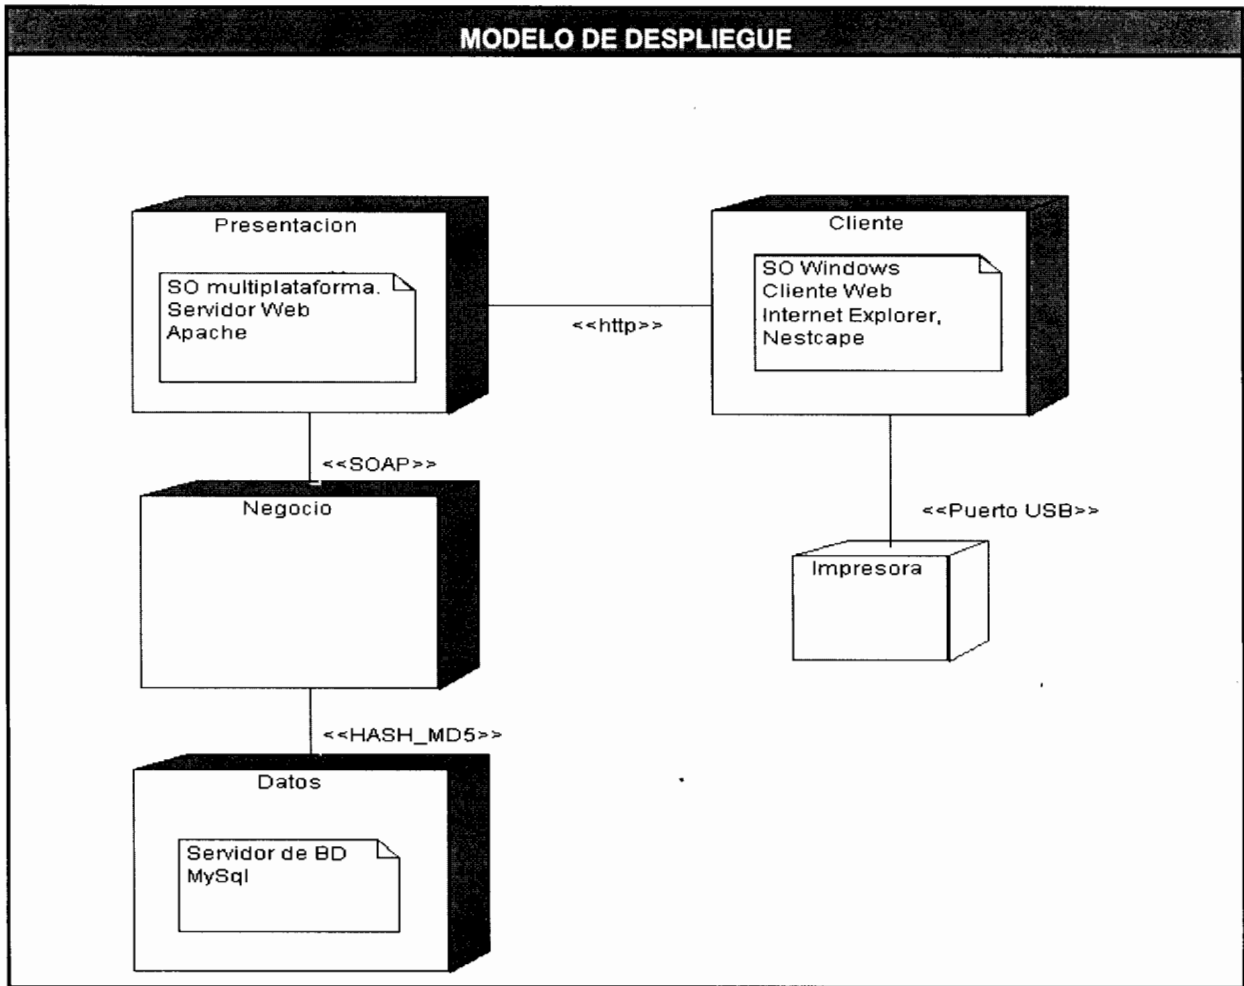 MODELO DE DESPLIEGUE
Presentacion
SO multiplataforma.
Servidor Web
Apache
<<http>>
Cliente
SO Windows
Cliente Web
Internet Explorer,
Nestcape
<<SOAP>>
Negocio
<<Puerto USB>>
Impresora
<<HASH_MD5>>
Datos
Servidor de BD
MySql